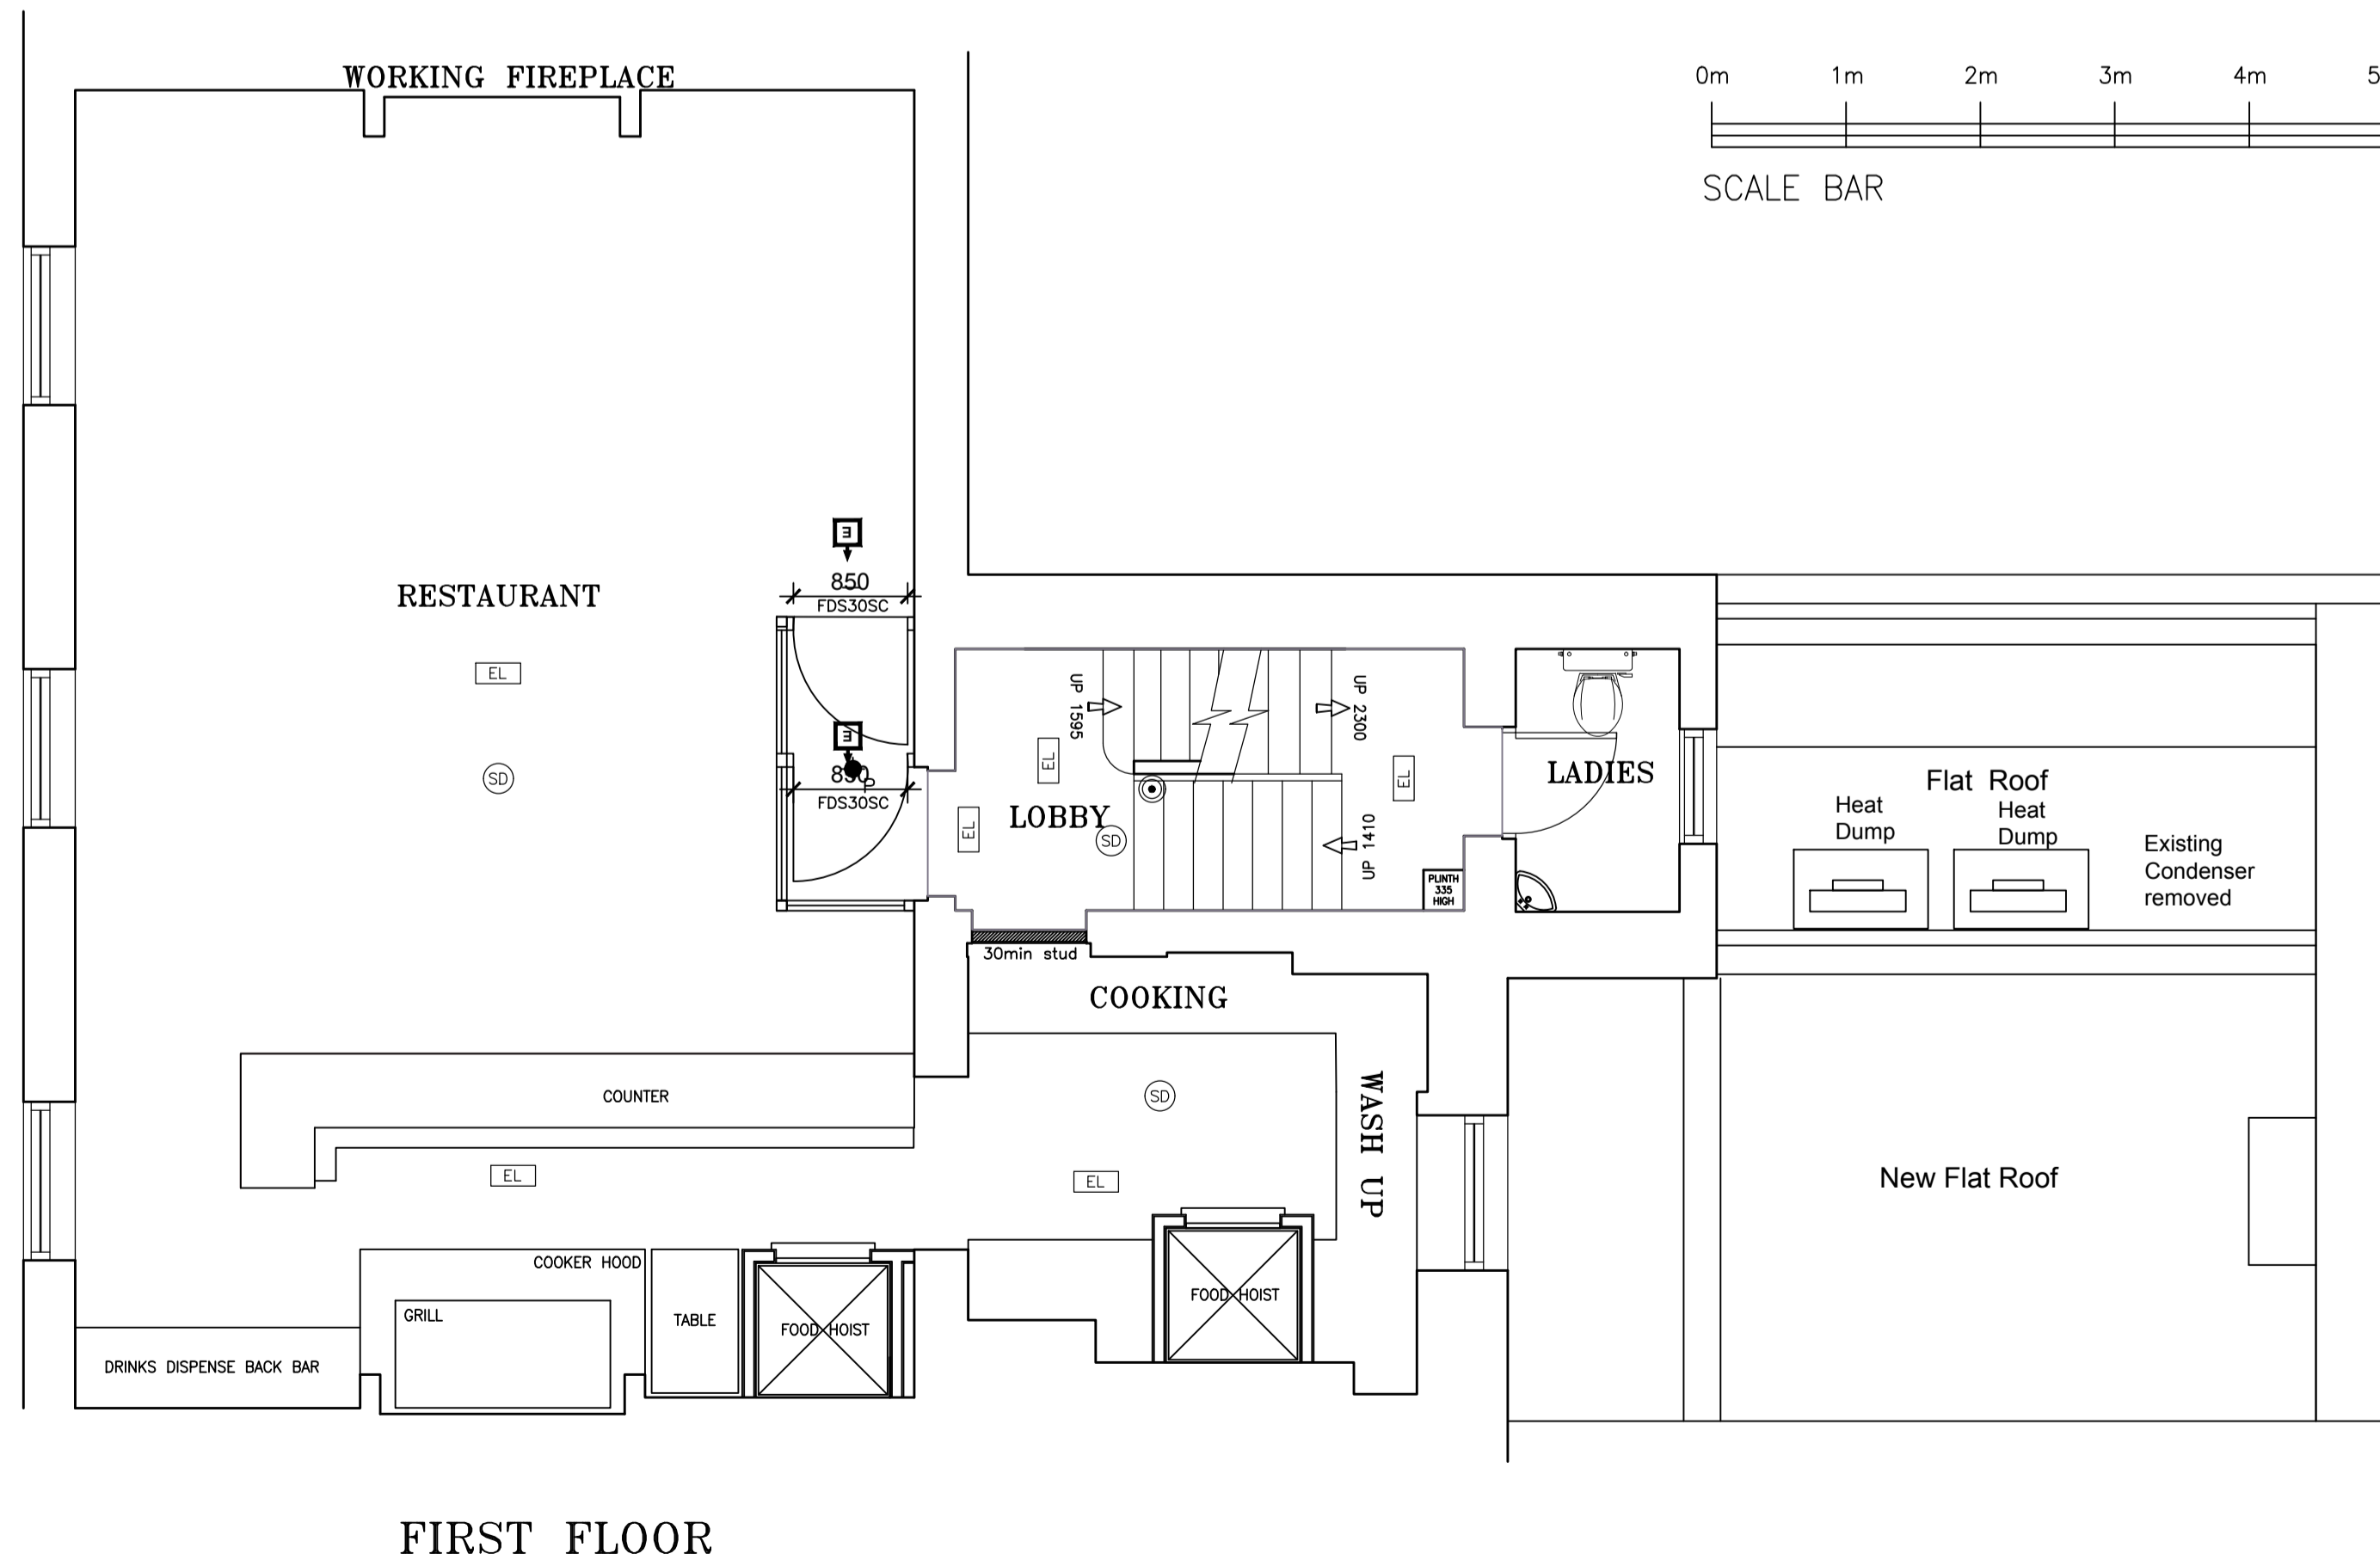 WORKING FIREPLACE
0m 1m 2m 3m 4m 5
SCALE BAR
RESTAURANT
E
850
FDS30SC
EL
SD
E
FDS30SC
UP 1595
UP 2300
EL
EL
LOBBY
SD
EL
UP 1410
PLINTH
335
HIGH
LADIES
Flat Roof
Heat
Dump
Heat
Dump
Existing
Condenser
removed
30min stud
COOKING
COUNTER
SD
WASH UP
EL
EL
New Flat Roof
COOKER HOOD
GRILL
TABLE
FOOD HOIST
FOOD HOIST
DRINKS DISPENSE BACK BAR
FIRST FLOOR